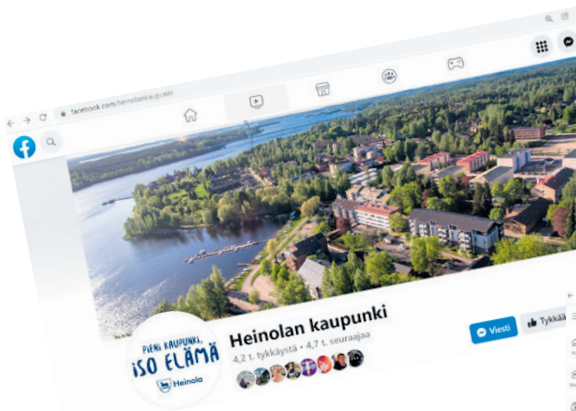 facebook.com/heinolankaupunki
PIENI KAUPUNKI,
ISO ELÄMÄ
Heinola
Heinolan kaupunki
4,2 t. tykkäystä • 4,7 t. seuraajaa
Viesti
Tykkää